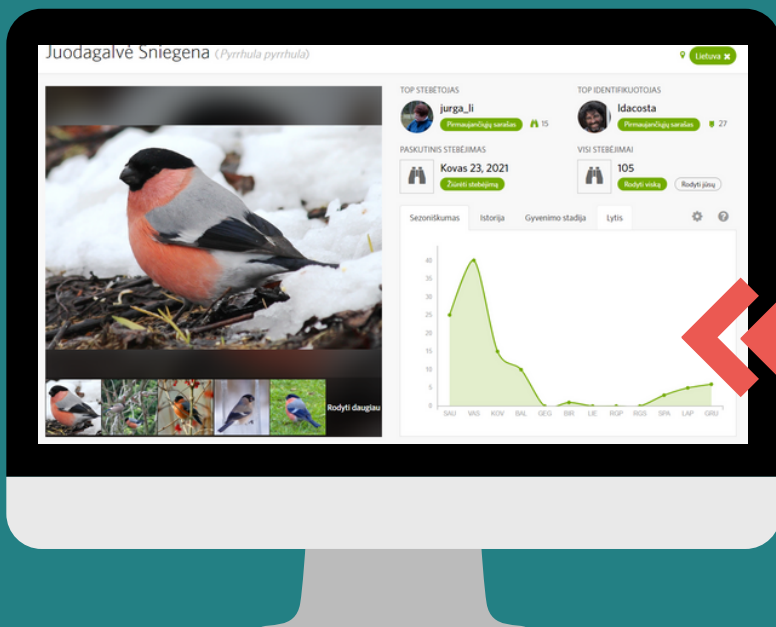 Juodagalvė Sniegena (Pyrrhula pyrrhula)
Lietuva ✖
TOP STEBĖTOJAS
jurga_li
Pirmaujančiųjų sarašas
15
TOP IDENTIFIKUOTOJAS
ldacosta
Pirmaujančiųjų sarašas
27
PASKUTINIS STEBĖJIMAS
Kovas 23, 2021
Žiūrėti stebėjimą
VISI STEBĖJIMAI
105
Rodyti viską
Rodyti jūsų
Sezoniškumas Istorija Gyvenimo stadija Lytis
40
35
30
25
20
15
10
5
0
SAU VAS KOV BAL GEG BIR LIE RGP RGS SPA LAP GRU
Rodyti daugiau